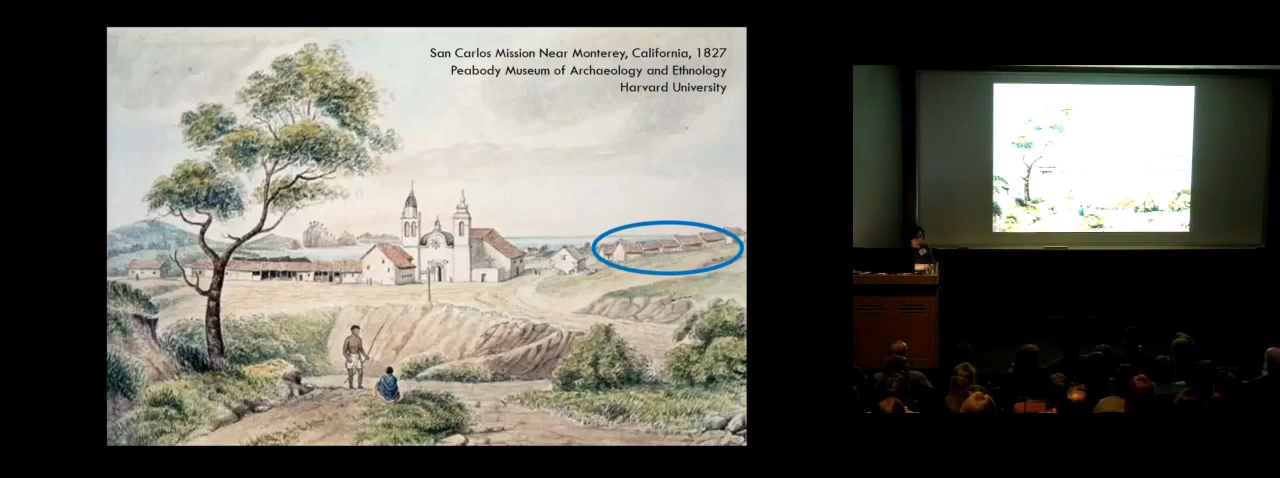 San Carlos Mission Near Monterey, California, 1827
Peabody Museum of Archaeology and Ethnology
Harvard University